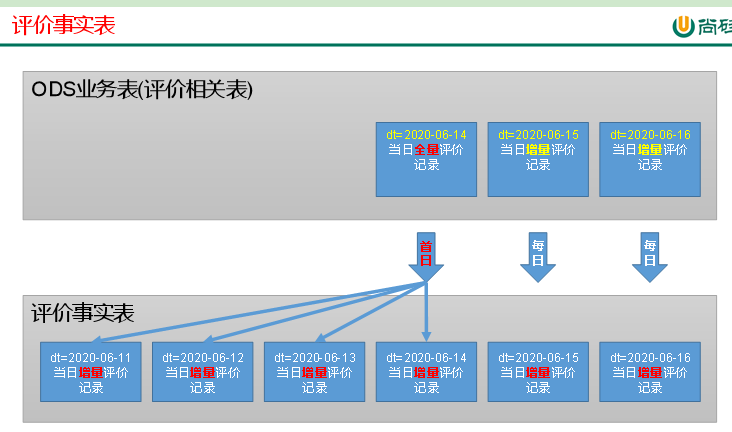 评价事实表
尚硅
ODS业务表(评价相关表)
dt=2020-06-14
当日全量评价
记录
dt=2020-06-15
当日增量评价
记录
dt=2020-06-16
当日增量评价
记录
首
日
每
日
每
日
评价事实表
dt=2020-06-11
当日增量评价
记录
dt=2020-06-12
当日增量评价
记录
dt=2020-06-13
当日增量评价
记录
dt=2020-06-14
当日增量评价
记录
dt=2020-06-15
当日增量评价
记录
dt=2020-06-16
当日增量评价
记录